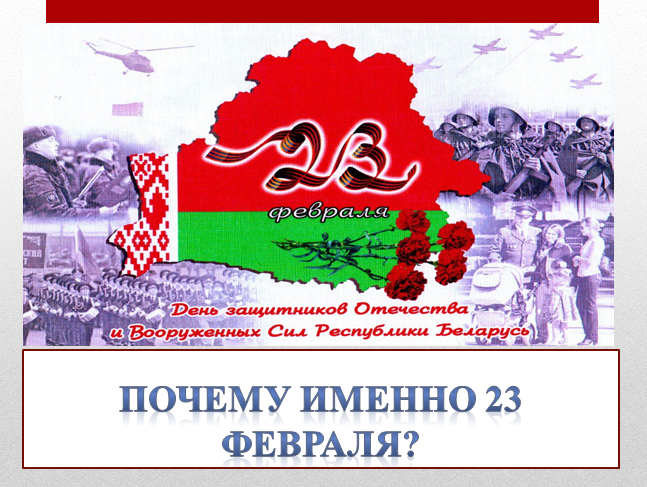 23
февраля
День защитников Отечества
и Вооруженных Сил Республики Беларусь
ПОЧЕМУ ИМЕННО 23
ФЕВРАЛЯ?